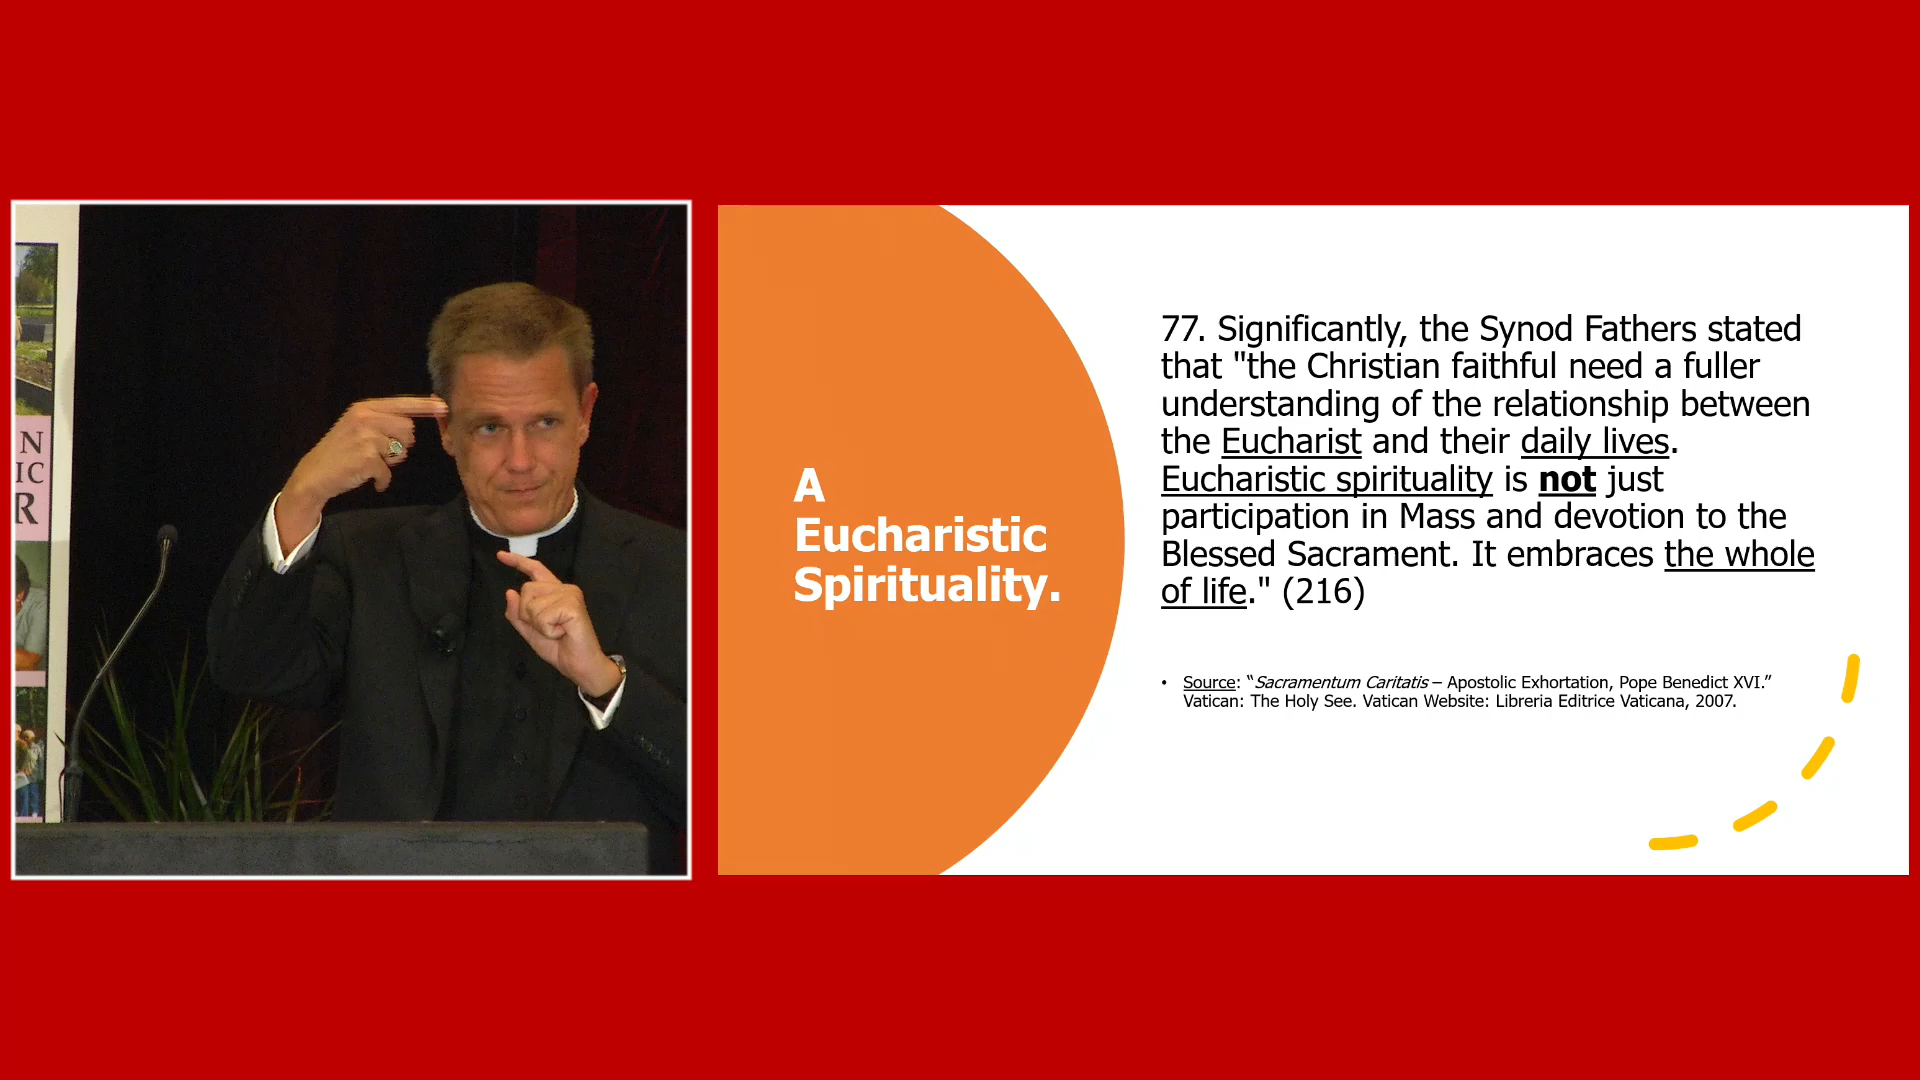 N
IC
R
A
Eucharistic
Spirituality.
77. Significantly, the Synod Fathers stated
that "the Christian faithful need a fuller
understanding of the relationship between
the Eucharist and their daily lives.
Eucharistic spirituality is not just
participation in Mass and devotion to the
Blessed Sacrament. It embraces the whole
of life." (216)
• Source: “Sacramentum Caritatis – Apostolic Exhortation, Pope Benedict XVI.”
Vatican: The Holy See. Vatican Website: Libreria Editrice Vaticana, 2007.